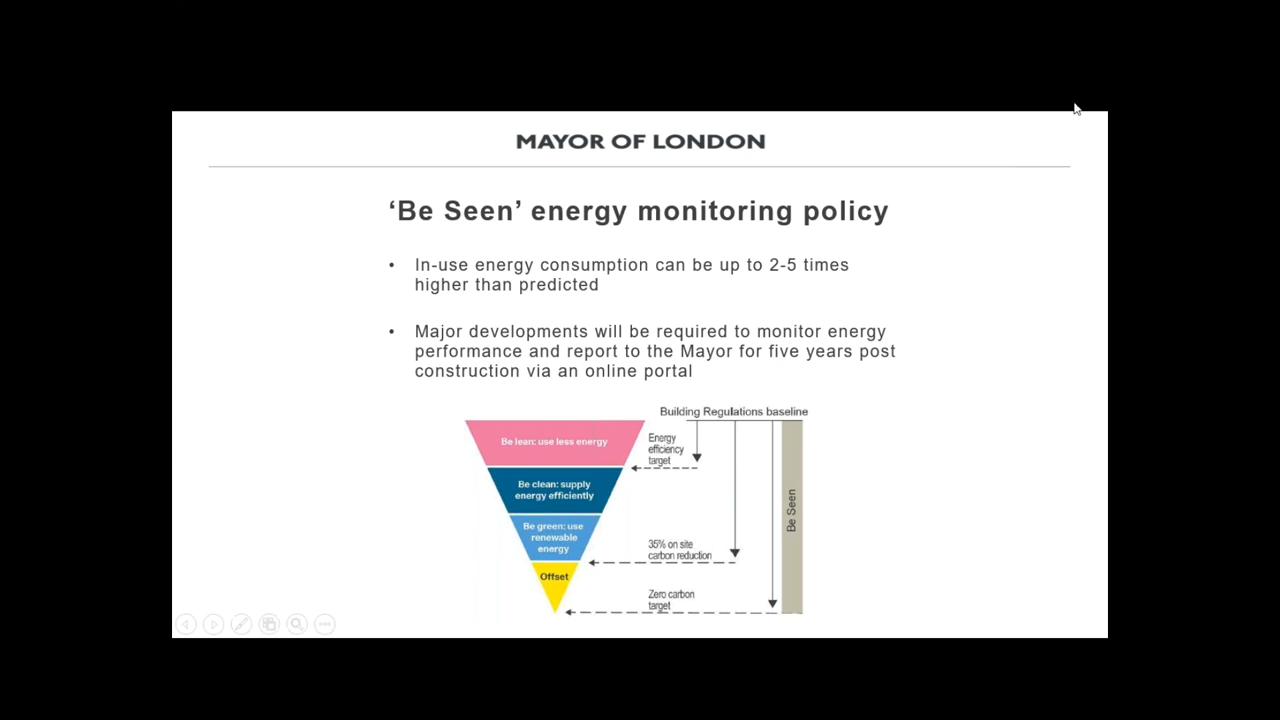 MAYOR OF LONDON
‘Be Seen’ energy monitoring policy
• In-use energy consumption can be up to 2-5 times
higher than predicted
• Major developments will be required to monitor energy
performance and report to the Mayor for five years post
construction via an online portal
Building Regulations baseline
Be lean: use less energy
Energy
efficiency
target
Be clean: supply
energy efficiently
Be green: use
renewable
energy
35% on site
carbon reduction
Offset
Zero carbon
target
Be Seen